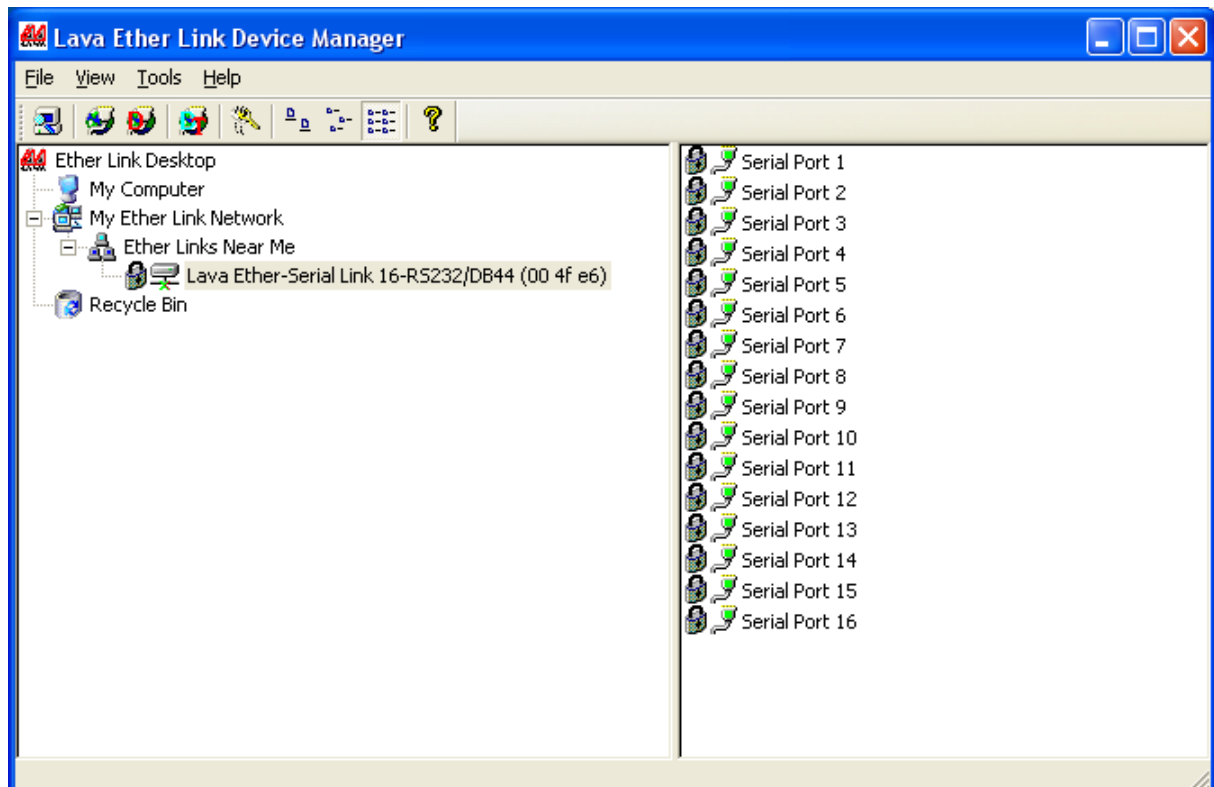 Lava Ether Link Device Manager
File View Tools Help
Ether Link Desktop
My Computer
My Ether Link Network
Ether Links Near Me
Lava Ether-Serial Link 16-RS232/DB44 (00 4f e6)
Recycle Bin
Serial Port 1
Serial Port 2
Serial Port 3
Serial Port 4
Serial Port 5
Serial Port 6
Serial Port 7
Serial Port 8
Serial Port 9
Serial Port 10
Serial Port 11
Serial Port 12
Serial Port 13
Serial Port 14
Serial Port 15
Serial Port 16